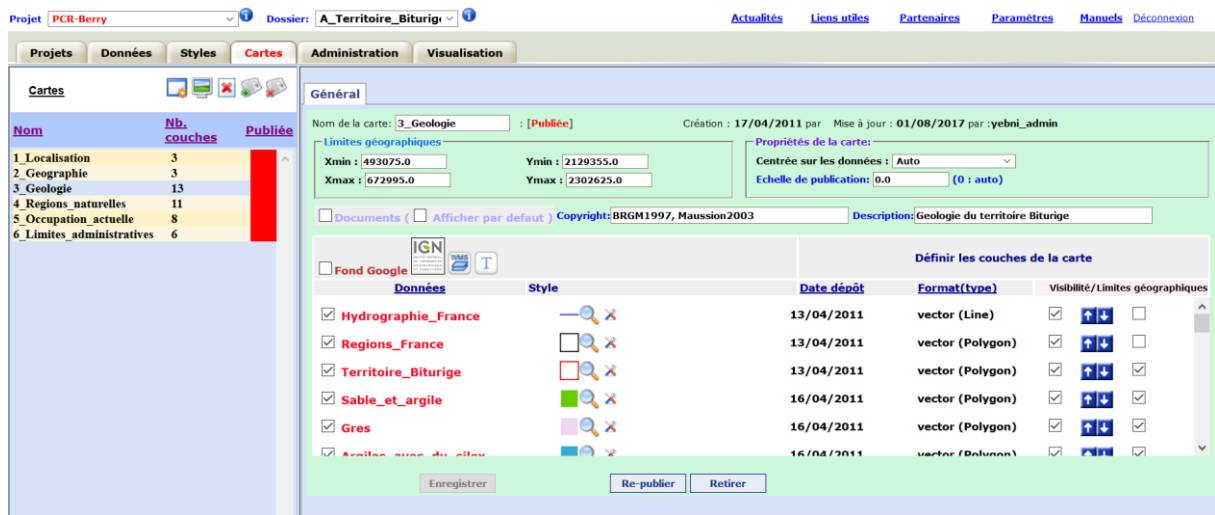 Projet PCR-Berry Dossier: A_Territoire_Biturig Actualités Liens utiles Partenaires Paramètres Manuels Déconnexion
Projets Données Styles Cartes Administration Visualisation
Cartes
Nom Nb. couches Publiée
1_Localisation 3
2_Geographie 3
3_Geologie 13
4_Regions_naturelles 11
5_Occupation_actuelle 8
6_Limites_administratives 6
Général
Nom de la carte: 3_Geologie : [Publiée] Création : 17/04/2011 par Mise à jour : 01/08/2017 par :yebni_admin
Limites géographiques Propriétés de la carte:
Xmin : 493075.0 Ymin : 2129355.0 Centrée sur les données : Auto
Xmax : 672995.0 Ymax : 2302625.0 Echelle de publication: 0.0 (0 : auto)
Documents ( Afficher par defaut ) Copyright: BRGM1997, Maussion2003 Description: Geologie du territoire Biturige
Fond Google IGN WMS T Définir les couches de la carte
Données Style Date dépôt Format(type) Visibilité/Limites géographiques
Hydrographie_France 13/04/2011 vector (Line)
Regions_France 13/04/2011 vector (Polygon)
Territoire_Biturige 13/04/2011 vector (Polygon)
Sable_et_argile 16/04/2011 vector (Polygon)
Gres 16/04/2011 vector (Polygon)
Argiles_avec_du_silex 16/04/2011 vector (Polygon)
Enregistrer Re-publier Retirer